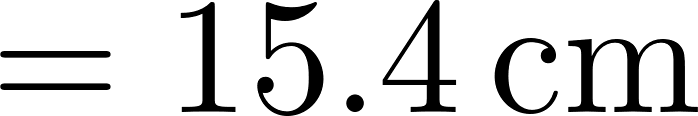 = 15.4 cm